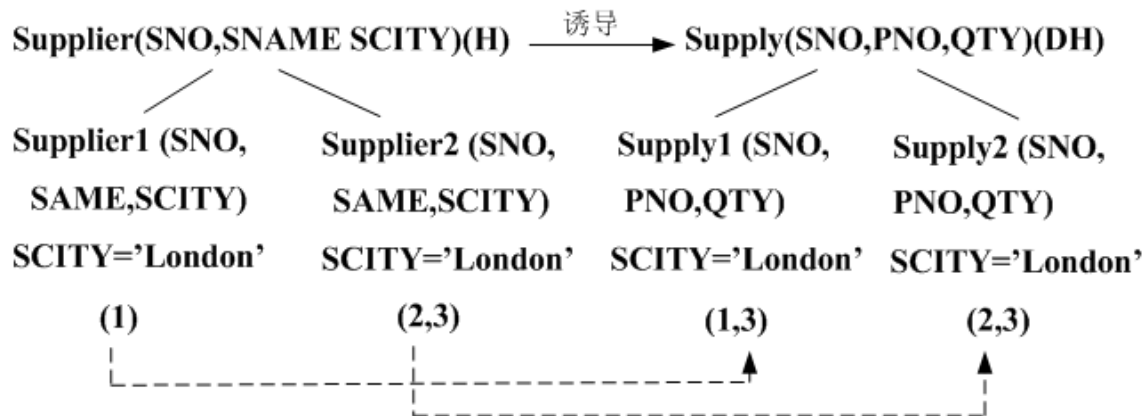 Supplier(SNO,SNAME SCITY)(H) 诱导 Supply(SNO,PNO,QTY)(DH)
Supplier1 (SNO,
SAME,SCITY)
SCITY='London'
(1)
Supplier2 (SNO,
SAME,SCITY)
SCITY='London'
(2,3)
Supply1 (SNO,
PNO,QTY)
SCITY='London'
(1,3)
Supply2 (SNO,
PNO,QTY)
SCITY='London'
(2,3)